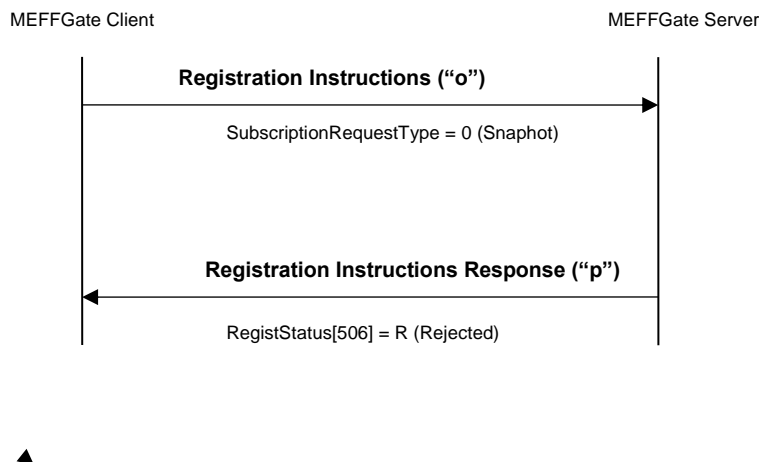 MEFFGate Client
MEFFGate Server
Registration Instructions (“o”)
SubscriptionRequestType = 0 (Snaphot)
Registration Instructions Response (“p”)
RegistStatus[506] = R (Rejected)